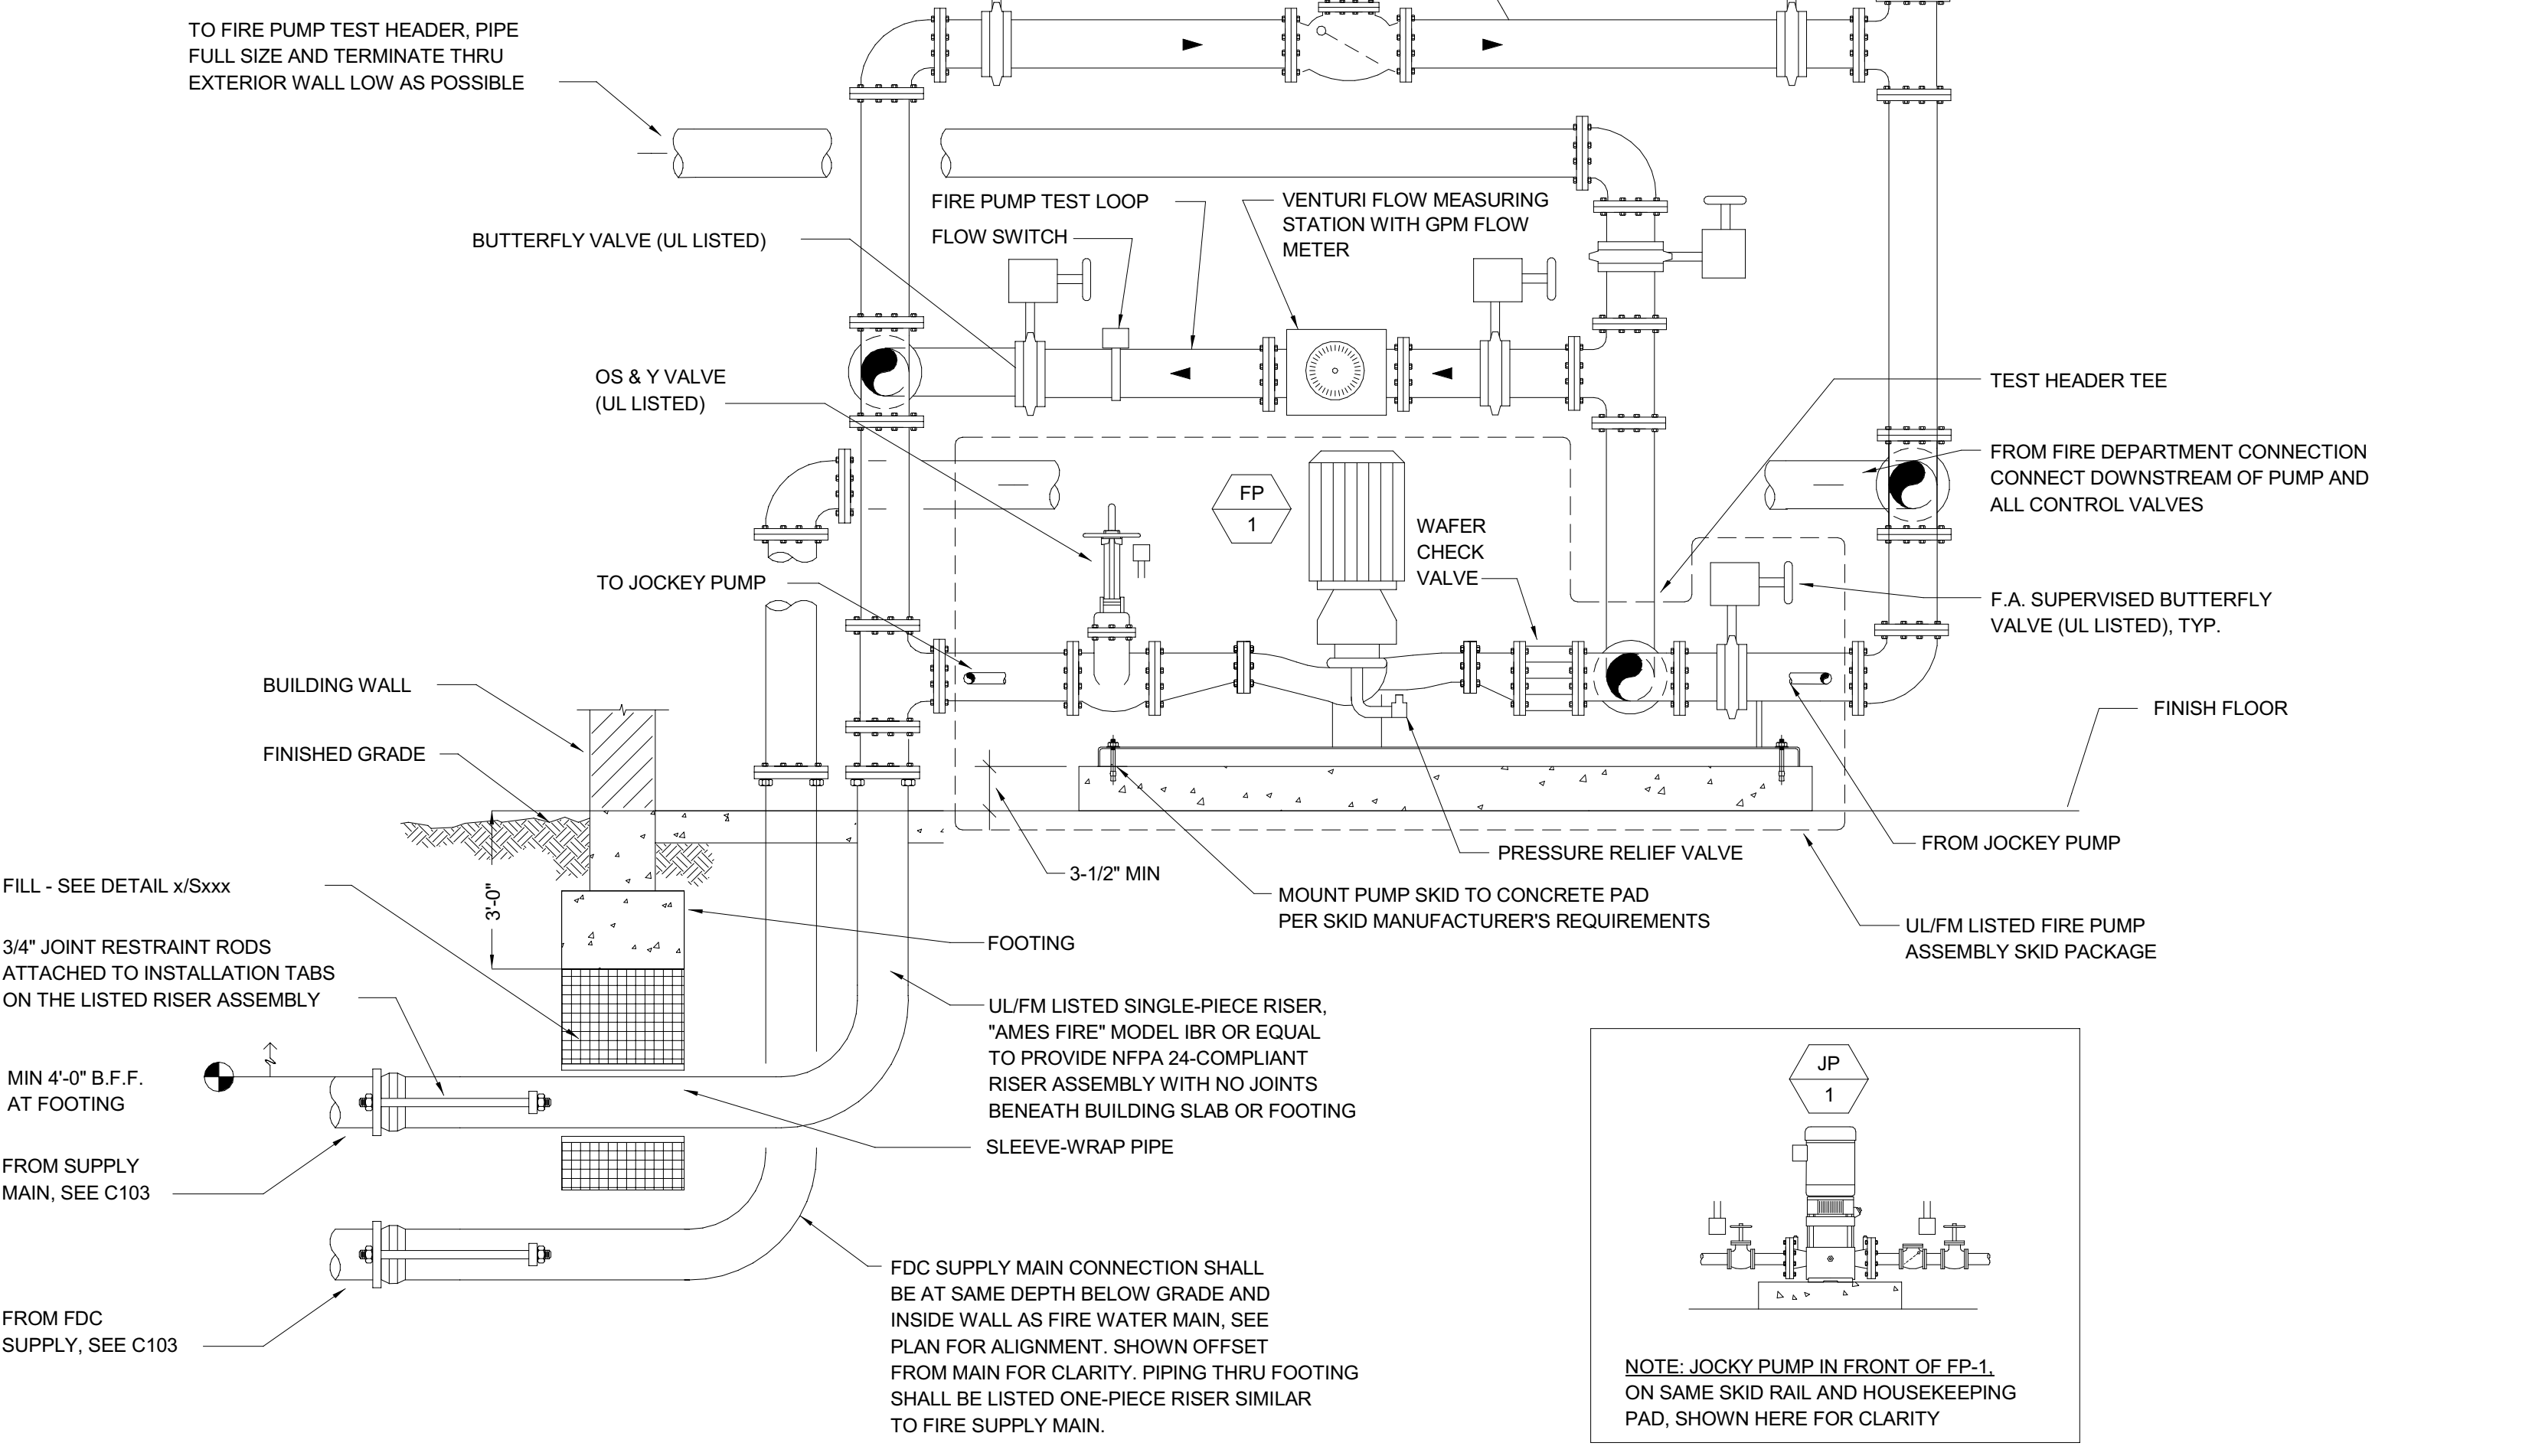 TO FIRE PUMP TEST HEADER, PIPE
FULL SIZE AND TERMINATE THRU
EXTERIOR WALL LOW AS POSSIBLE
FIRE PUMP TEST LOOP
FLOW SWITCH
VENTURI FLOW MEASURING
STATION WITH GPM FLOW
METER
BUTTERFLY VALVE (UL LISTED)
OS & Y VALVE
(UL LISTED)
TEST HEADER TEE
FROM FIRE DEPARTMENT CONNECTION
CONNECT DOWNSTREAM OF PUMP AND
ALL CONTROL VALVES
FP
1
WAFER
CHECK
VALVE
TO JOCKEY PUMP
F.A. SUPERVISED BUTTERFLY
VALVE (UL LISTED), TYP.
BUILDING WALL
FINISH FLOOR
FINISHED GRADE
FROM JOCKEY PUMP
PRESSURE RELIEF VALVE
3-1/2" MIN
MOUNT PUMP SKID TO CONCRETE PAD
PER SKID MANUFACTURER'S REQUIREMENTS
UL/FM LISTED FIRE PUMP
ASSEMBLY SKID PACKAGE
FILL - SEE DETAIL x/Sxxx
3'-0"
FOOTING
3/4" JOINT RESTRAINT RODS
ATTACHED TO INSTALLATION TABS
ON THE LISTED RISER ASSEMBLY
UL/FM LISTED SINGLE-PIECE RISER,
"AMES FIRE" MODEL IBR OR EQUAL
TO PROVIDE NFPA 24-COMPLIANT
RISER ASSEMBLY WITH NO JOINTS
BENEATH BUILDING SLAB OR FOOTING
MIN 4'-0" B.F.F.
AT FOOTING
SLEEVE-WRAP PIPE
FROM SUPPLY
MAIN, SEE C103
FDC SUPPLY MAIN CONNECTION SHALL
BE AT SAME DEPTH BELOW GRADE AND
INSIDE WALL AS FIRE WATER MAIN, SEE
PLAN FOR ALIGNMENT. SHOWN OFFSET
FROM MAIN FOR CLARITY. PIPING THRU FOOTING
SHALL BE LISTED ONE-PIECE RISER SIMILAR
TO FIRE SUPPLY MAIN.
FROM FDC
SUPPLY, SEE C103
JP
1
NOTE: JOCKY PUMP IN FRONT OF FP-1,
ON SAME SKID RAIL AND HOUSEKEEPING
PAD, SHOWN HERE FOR CLARITY